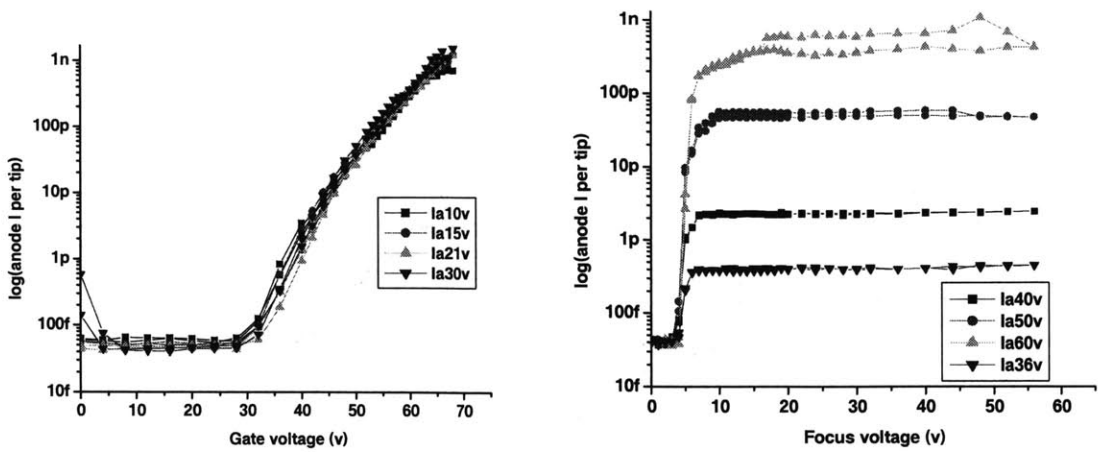 log(anode I per tip)
1n
100p
10p
1p
100f
10f
0 10 20 30 40 50 60 70
Gate voltage (v)
Ia10v
Ia15v
Ia21v
Ia30v
log(anode I per tip)
1n
100p
10p
1p
100f
10f
0 10 20 30 40 50 60
Focus voltage (v)
Ia40v
Ia50v
Ia60v
Ia36v